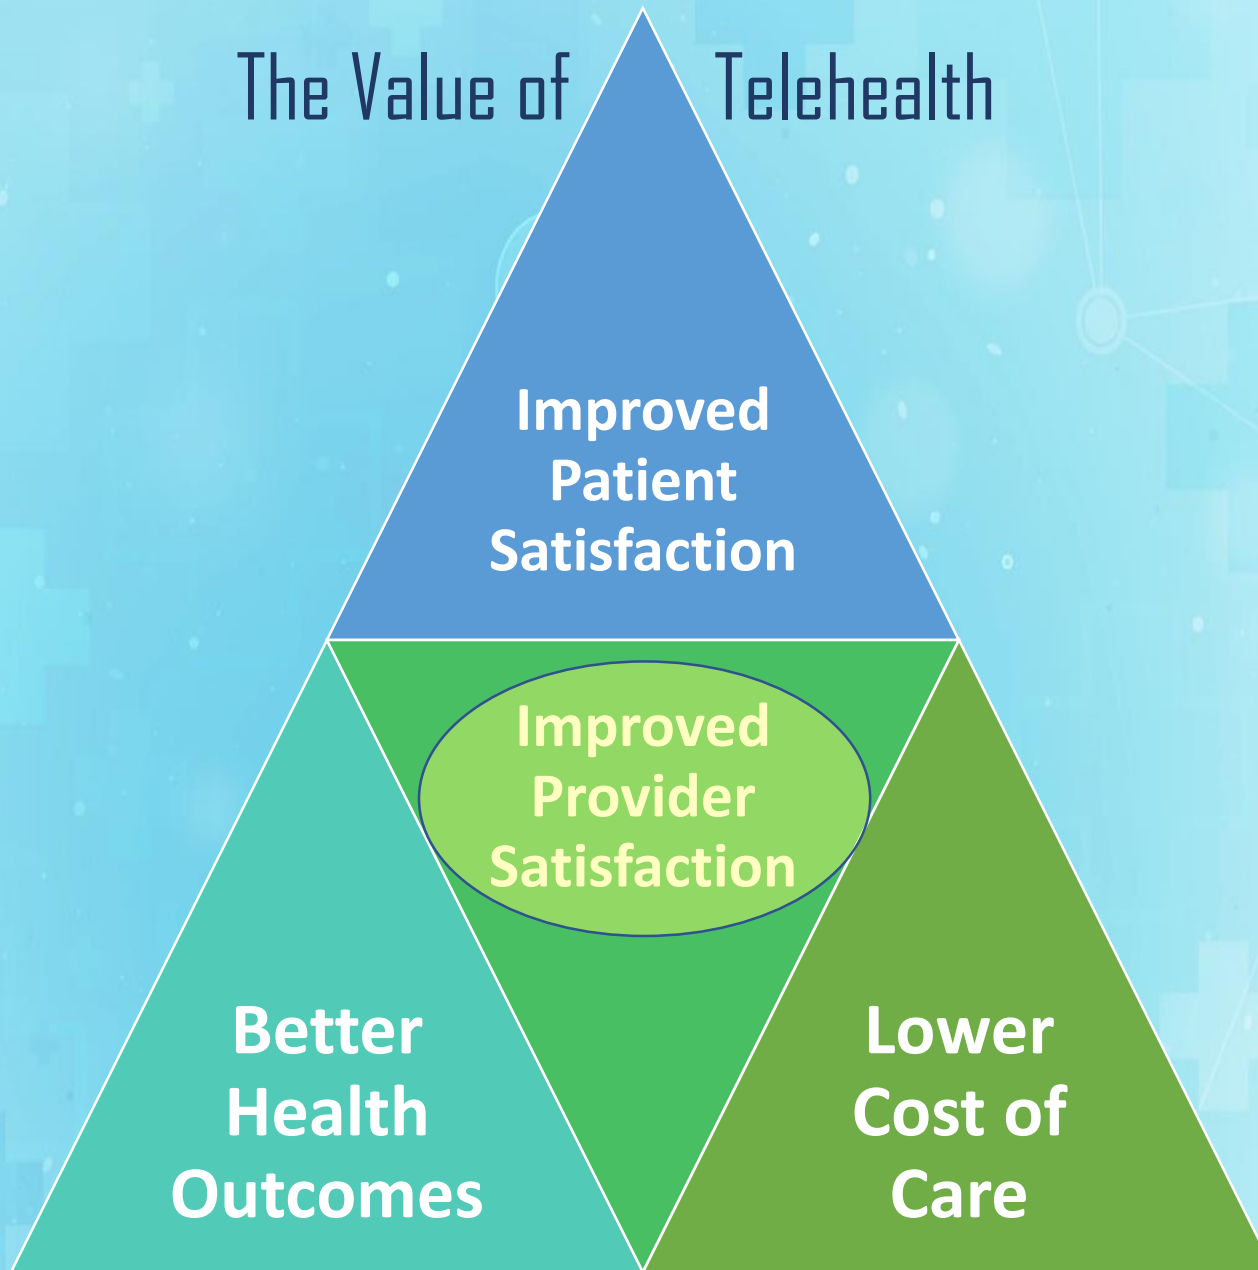 The Value of Telehealth
Improved
Patient
Satisfaction
Improved
Provider
Satisfaction
Better
Health
Outcomes
Lower
Cost of
Care